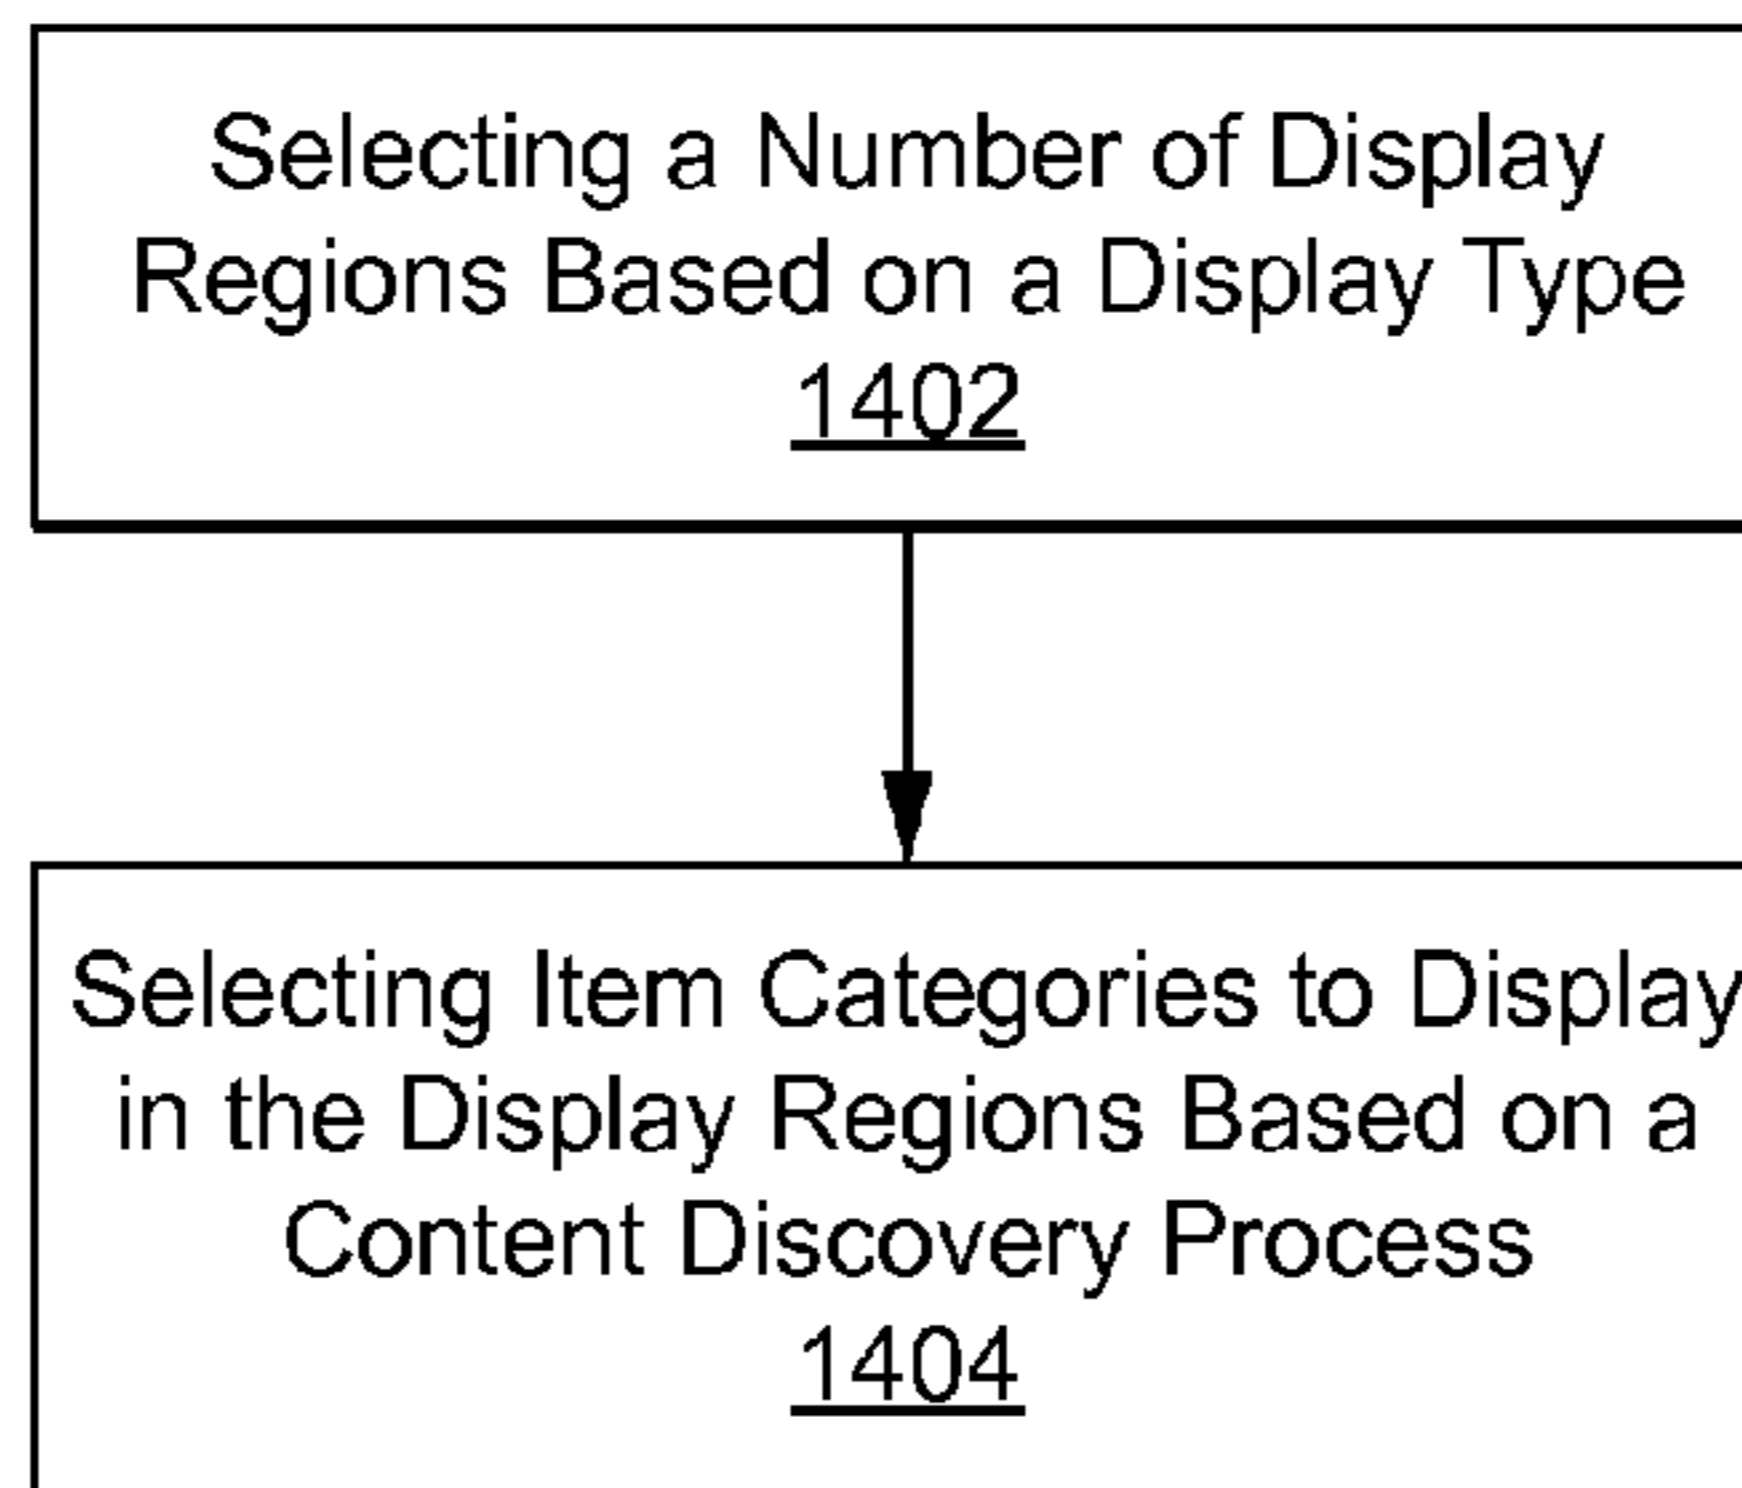 Selecting a Number of Display
Regions Based on a Display Type
1402
Selecting Item Categories to Display
in the Display Regions Based on a
Content Discovery Process
1404